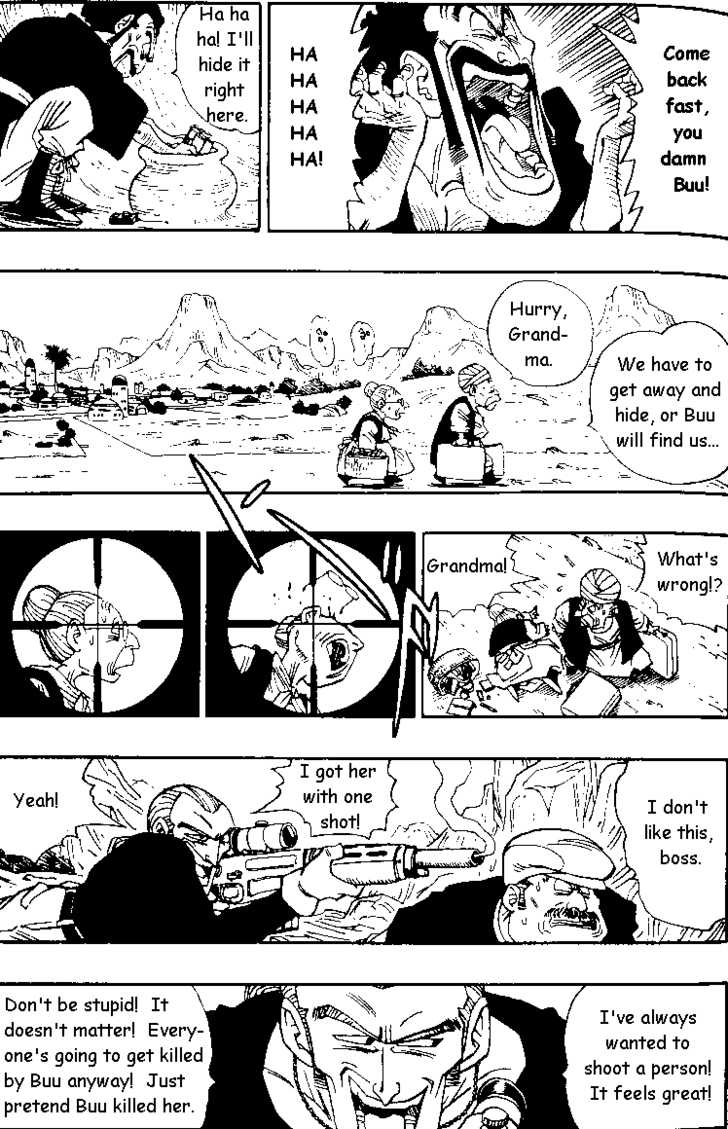 Ha ha
ha! I'll
hide it
right
here.
HA
HA
HA
HA
HA!
Come
back
fast,
you
damn
Buu!
Hurry,
Grand-
ma.
We have to
get away and
hide, or Buu
will find us...
Grandma!
What's
wrong!?
Yeah!
I got her
with one
shot!
I don't
like this,
boss.
Don't be stupid! It
doesn't matter! Every-
one's going to get killed
by Buu anyway! Just
pretend Buu killed her.
I've always
wanted to
shoot a person!
It feels great!